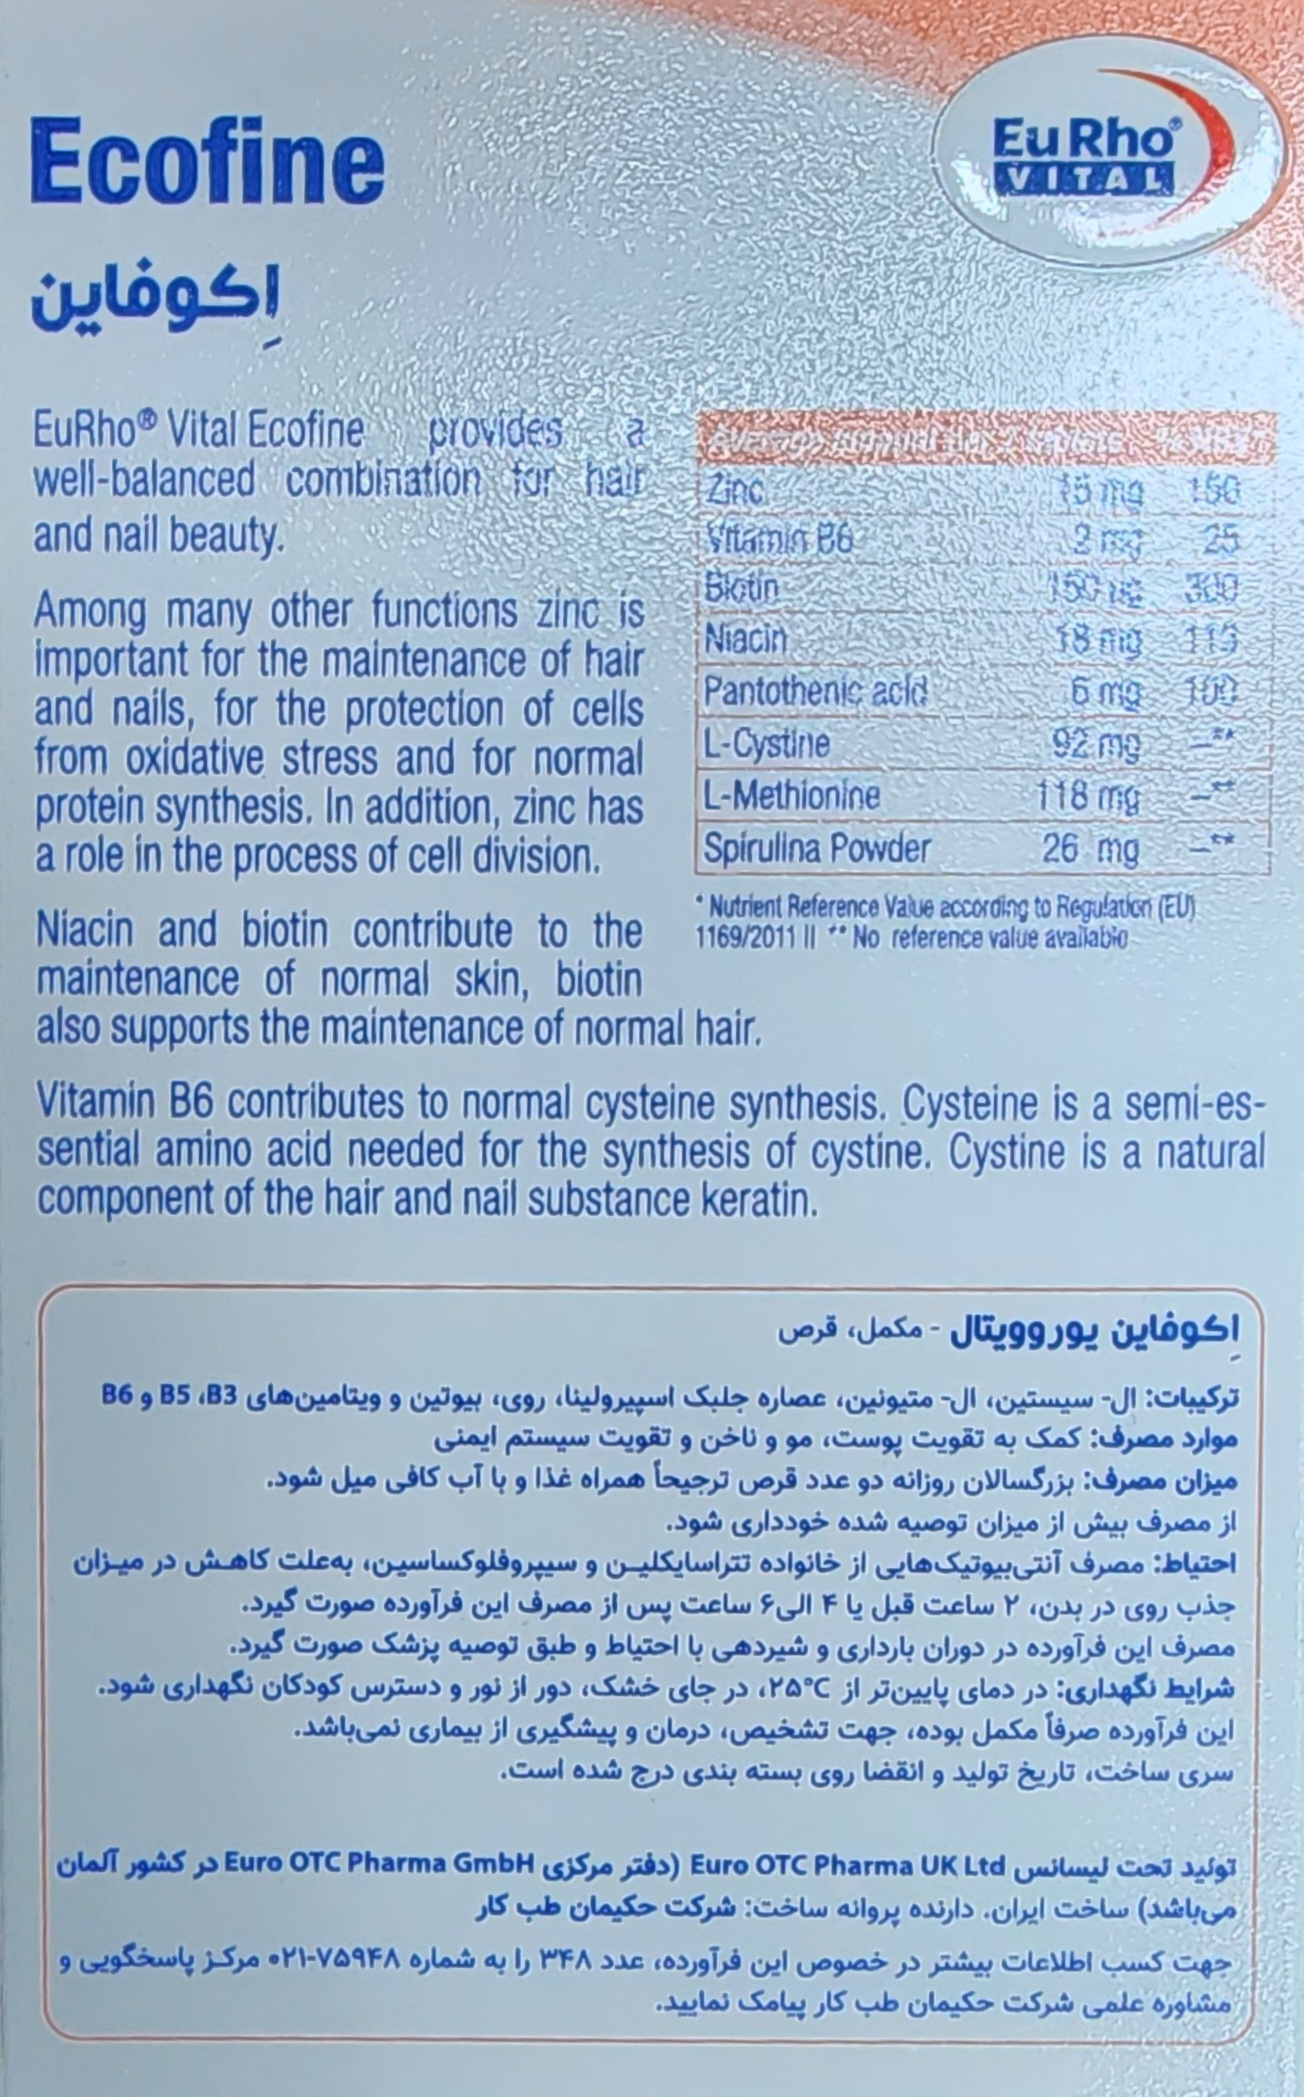 Ecofine
EuRho®
VITAL
اِکوفاین
EuRho® Vital Ecofine provides a
well-balanced combination for hair
and nail beauty.
Among many other functions zinc is
important for the maintenance of hair
and nails, for the protection of cells
from oxidative stress and for normal
protein synthesis. In addition, zinc has
a role in the process of cell division.
Niacin and biotin contribute to the
maintenance of normal skin, biotin
also supports the maintenance of normal hair.
Zinc 15 mg 150
Vitamin B6 2 mg 25
Biotin 150 µg 300
Niacin 18 mg 113
Pantothenic acid 6 mg 100
L-Cystine 92 mg –**
L-Methionine 118 mg –**
Spirulina Powder 26 mg –**
* Nutrient Reference Value according to Regulation (EU)
1169/2011 II ** No reference value available
Vitamin B6 contributes to normal cysteine synthesis. Cysteine is a semi-es-
sential amino acid needed for the synthesis of cystine. Cystine is a natural
component of the hair and nail substance keratin.
اِکوفاین یوروویتال - مکمل، قرص
ترکیبات: ال- سیستین، ال- متیونین، عصاره جلبک اسپیرولینا، روی، بیوتین و ویتامین‌های B5 ،B3 و B6
موارد مصرف: کمک به تقویت پوست، مو و ناخن و تقویت سیستم ایمنی
میزان مصرف: بزرگسالان روزانه دو عدد قرص ترجیحاً همراه غذا و با آب کافی میل شود.
از مصرف بیش از میزان توصیه شده خودداری شود.
احتیاط: مصرف آنتی‌بیوتیک‌هایی از خانواده تتراسایکلین و سیپروفلوکساسین، به‌علت کاهش در میزان
جذب روی در بدن، ۲ ساعت قبل یا ۴ الی۶ ساعت پس از مصرف این فرآورده صورت گیرد.
مصرف این فرآورده در دوران بارداری و شیردهی با احتیاط و طبق توصیه پزشک صورت گیرد.
شرایط نگهداری: در دمای پایین‌تر از ۲۵°C، در جای خشک، دور از نور و دسترس کودکان نگهداری شود.
این فرآورده صرفاً مکمل بوده، جهت تشخیص، درمان و پیشگیری از بیماری نمی‌باشد.
سری ساخت، تاریخ تولید و انقضا روی بسته بندی درج شده است.
تولید تحت لیسانس Euro OTC Pharma UK Ltd (دفتر مرکزی Euro OTC Pharma GmbH در کشور آلمان
می‌باشد) ساخت ایران. دارنده پروانه ساخت: شرکت حکیمان طب کار
جهت کسب اطلاعات بیشتر در خصوص این فرآورده، عدد ۳۴۸ را به شماره ۷۵۹۴۸-۰۲۱ مرکز پاسخگویی و
مشاوره علمی شرکت حکیمان طب کار پیامک نمایید.